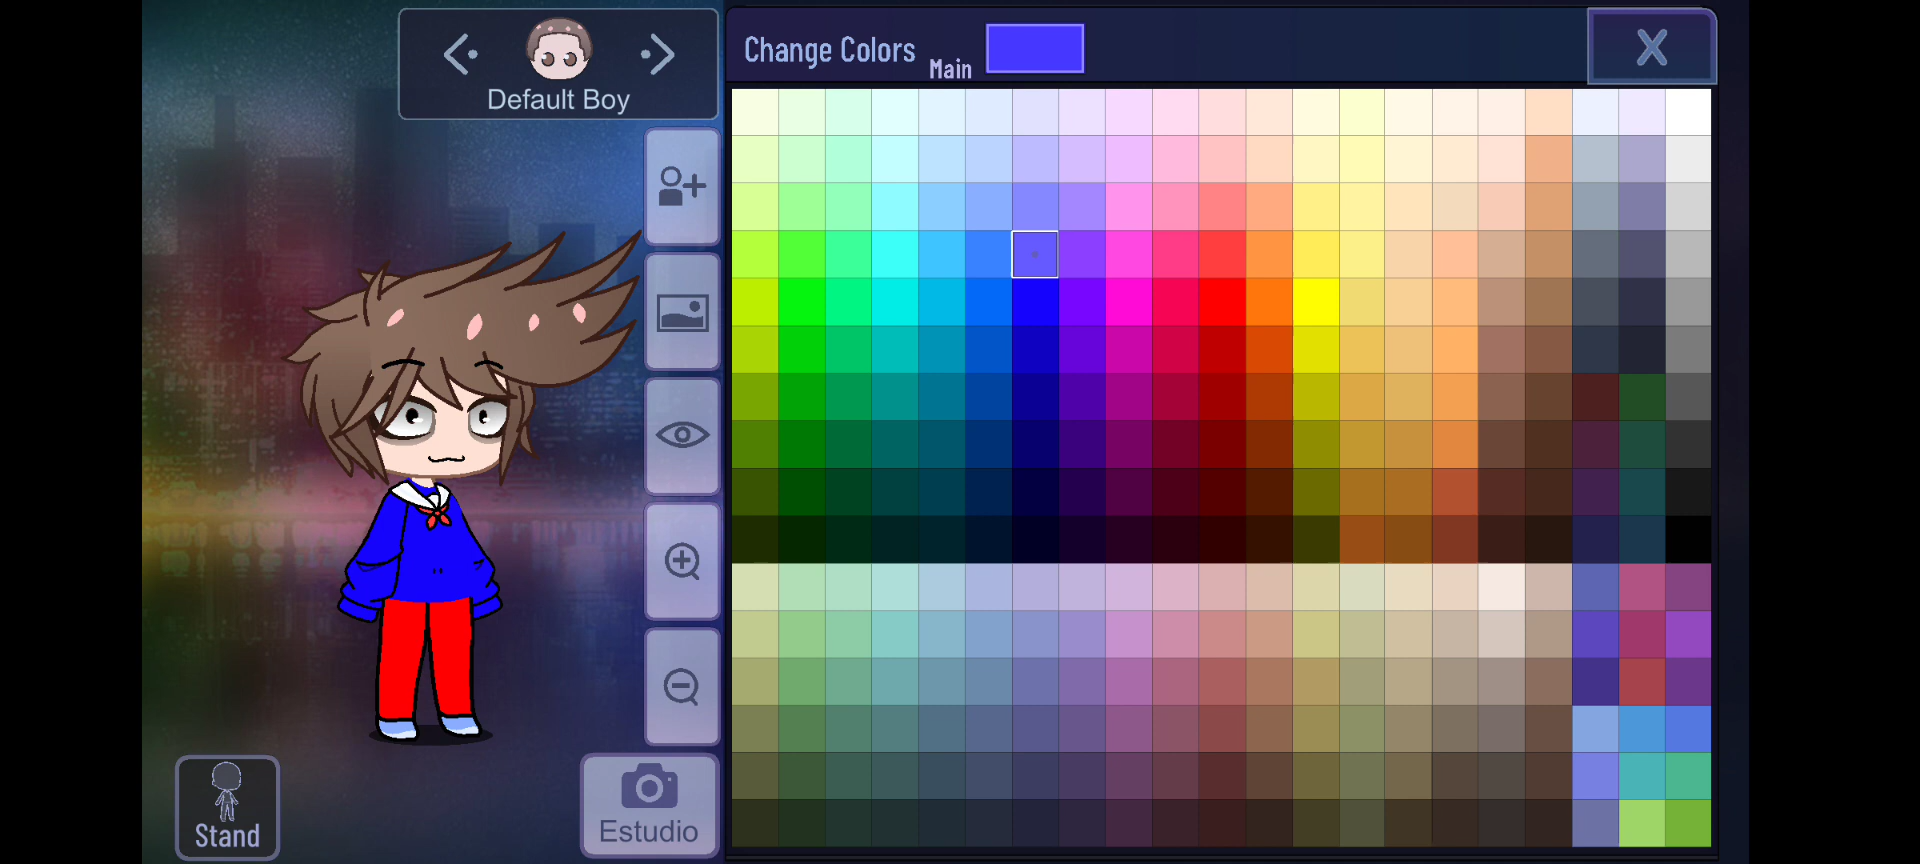 Default Boy
Change Colors
Main
X
Stand
Estudio